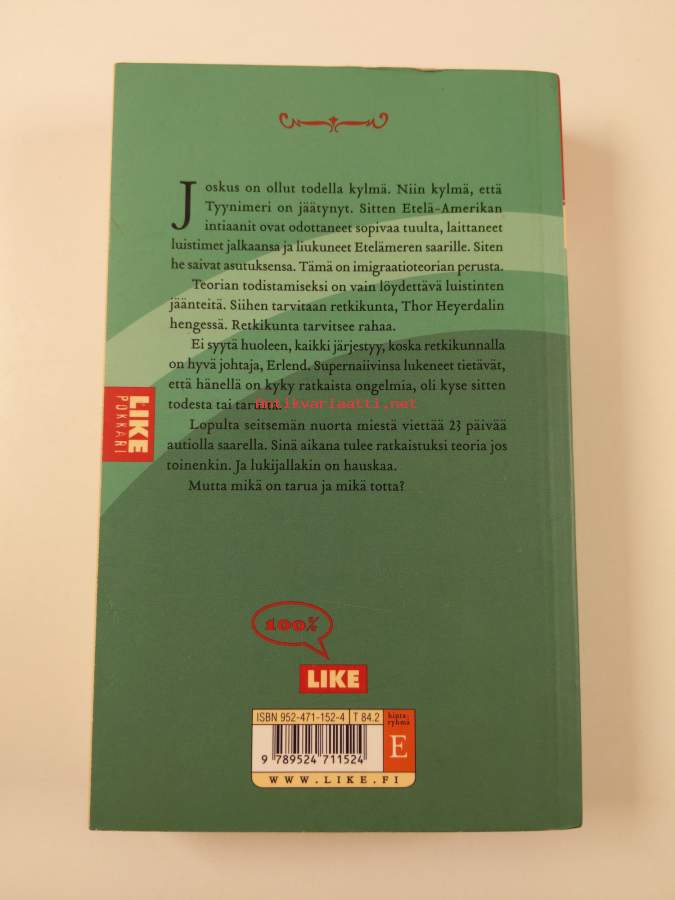 Joskus on ollut todella kylmä. Niin kylmä, että
Tyynimeri on jäätynyt. Sitten Etelä-Amerikan
intiaanit ovat odottaneet sopivaa tuulta, laittaneet
luistimet jalkaansa ja liukuneet Etelämeren saarille. Siten
he saivat asutuksensa. Tämä on imigraatioteorian perusta.
Teorian todistamiseksi on vain löydettävä luistinten
jäänteitä. Siihen tarvitaan retkikunta, Thor Heyerdalin
hengessä. Retkikunta tarvitsee rahaa.
Ei syytä huoleen, kaikki järjestyy, koska retkikunnalla
on hyvä johtaja, Erlend. Supernaiivinsa lukeneet tietävät,
että hänellä on kyky ratkaista ongelmia, oli kyse sitten
todesta tai tarusta.
antikvariaatti.net
Lopulta seitsemän nuorta miestä viettää 23 päivää
autiolla saarella. Sinä aikana tulee ratkaistuksi teoria jos
toinenkin. Ja lukijallakin on hauskaa.
Mutta mikä on tarua ja mikä totta?
LIKE
POKKARI
100%
LIKE
ISBN 952-471-152-4 T 84.2
hinta
ryhmä
E
9 789524 711524
WWW.LIKE.FI